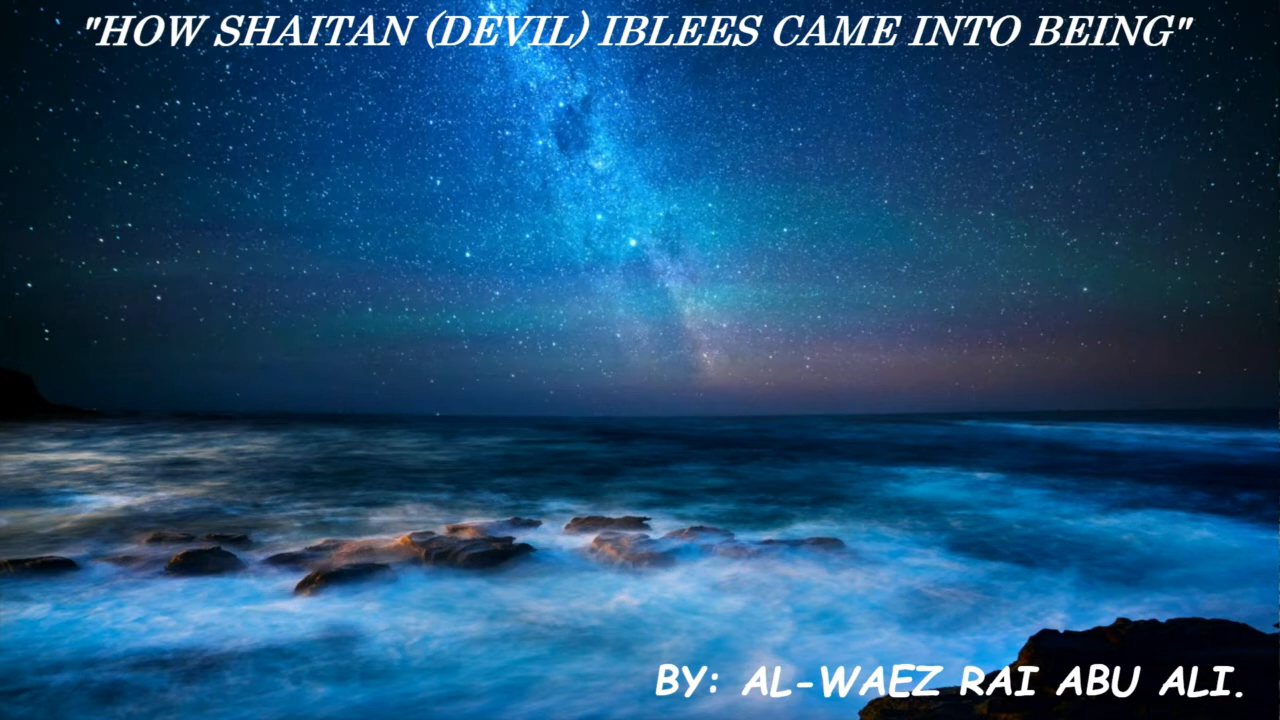 "HOW SHAITAN (DEVIL) IBLEES CAME INTO BEING"
BY: AL-WAEZ RAI ABU ALI.